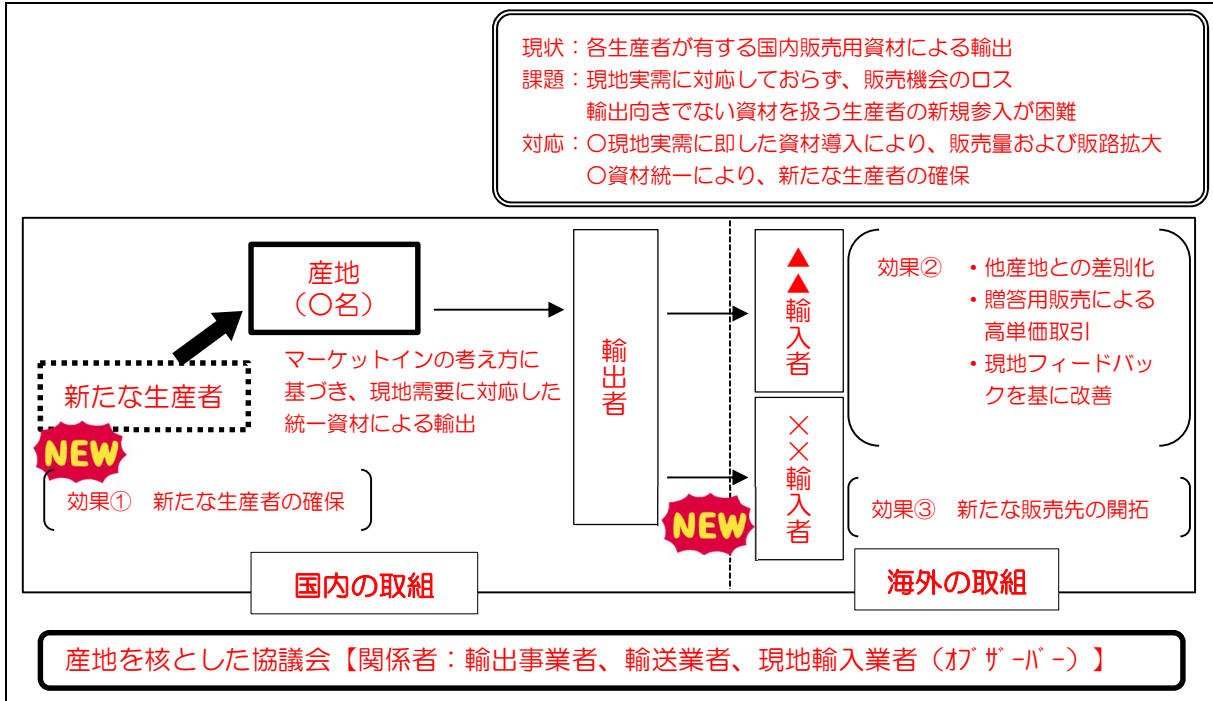 現状：各生産者が有する国内販売用資材による輸出
課題：現地実需に対応しておらず、販売機会のロス
輸出向きでない資材を扱う生産者の新規参入が困難
対応：〇現地実需に即した資材導入により、販売量および販路拡大
〇資材統一により、新たな生産者の確保
産地
（〇名）
新たな生産者
NEW
マーケットインの考え方に
基づき、現地需要に対応した
統一資材による輸出
効果①　新たな生産者の確保
輸出者
▲▲輸入者
××輸入者
NEW
効果②　・他産地との差別化
・贈答用販売による
高単価取引
・現地フィードバッ
クを基に改善
効果③　新たな販売先の開拓
国内の取組
海外の取組
産地を核とした協議会【関係者：輸出事業者、輸送業者、現地輸入業者（ｵﾌﾞｻﾞｰﾊﾞｰ）】